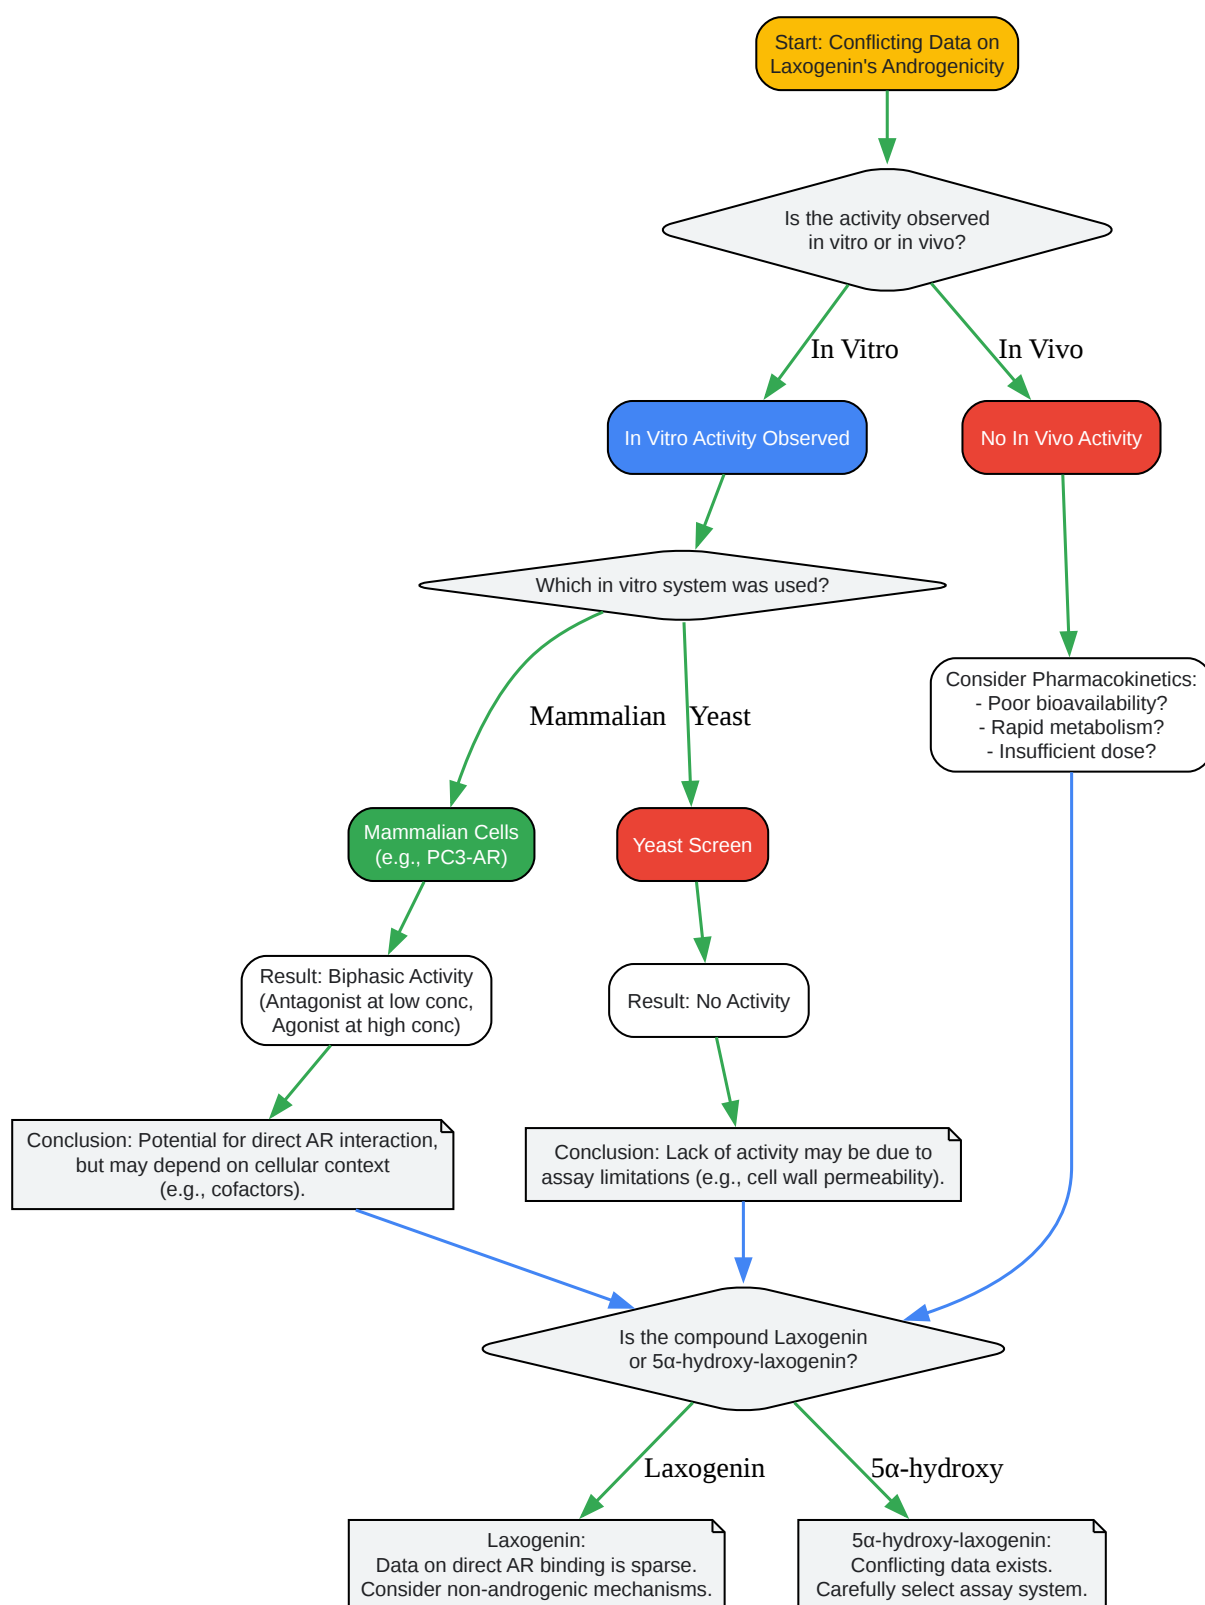 Start: Conflicting Data on
Laxogenin's Androgenicity
Is the activity observed
in vitro or in vivo?
In Vitro
In Vivo
In Vitro Activity Observed
No In Vivo Activity
Which in vitro system was used?
Consider Pharmacokinetics:
- Poor bioavailability?
- Rapid metabolism?
- Insufficient dose?
Mammalian
Yeast
Mammalian Cells
(e.g., PC3-AR)
Yeast Screen
Result: Biphasic Activity
(Antagonist at low conc,
Agonist at high conc)
Result: No Activity
Conclusion: Potential for direct AR interaction,
but may depend on cellular context
(e.g., cofactors).
Conclusion: Lack of activity may be due to
assay limitations (e.g., cell wall permeability).
Is the compound Laxogenin
or 5α-hydroxy-laxogenin?
Laxogenin
5α-hydroxy
Laxogenin:
Data on direct AR binding is sparse.
Consider non-androgenic mechanisms.
5α-hydroxy-laxogenin:
Conflicting data exists.
Carefully select assay system.